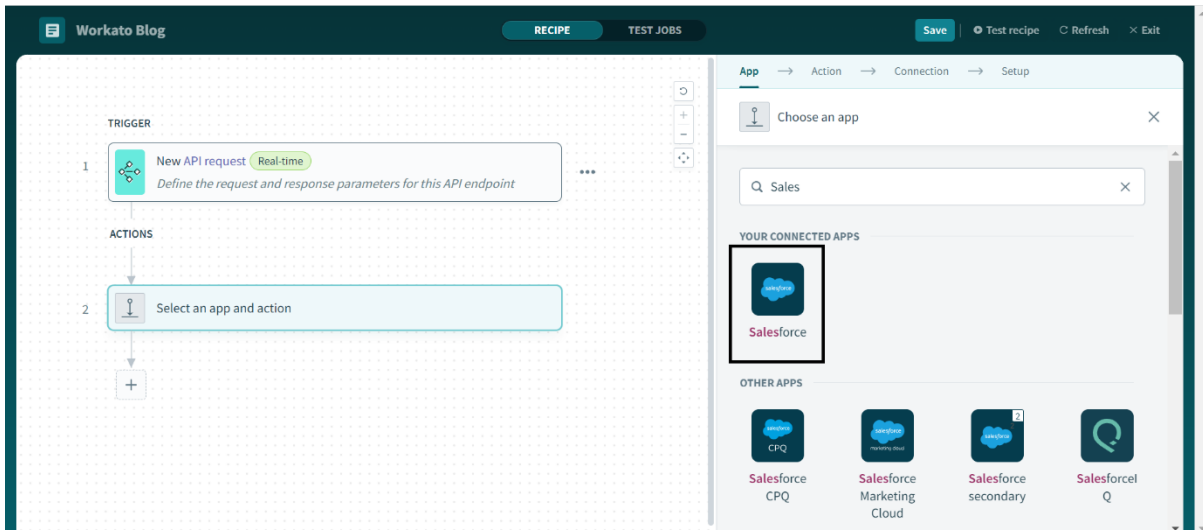 Workato Blog
RECIPE
TEST JOBS
Save
Test recipe
Refresh
Exit
App → Action → Connection → Setup
Choose an app
TRIGGER
1
New API request Real-time
Define the request and response parameters for this API endpoint
ACTIONS
2
Select an app and action
Sales
YOUR CONNECTED APPS
salesforce
Salesforce
OTHER APPS
salesforce
CPQ
Salesforce
CPQ
salesforce
marketing cloud
Salesforce
Marketing
Cloud
salesforce
2
Salesforce
secondary
SalesforceI
Q